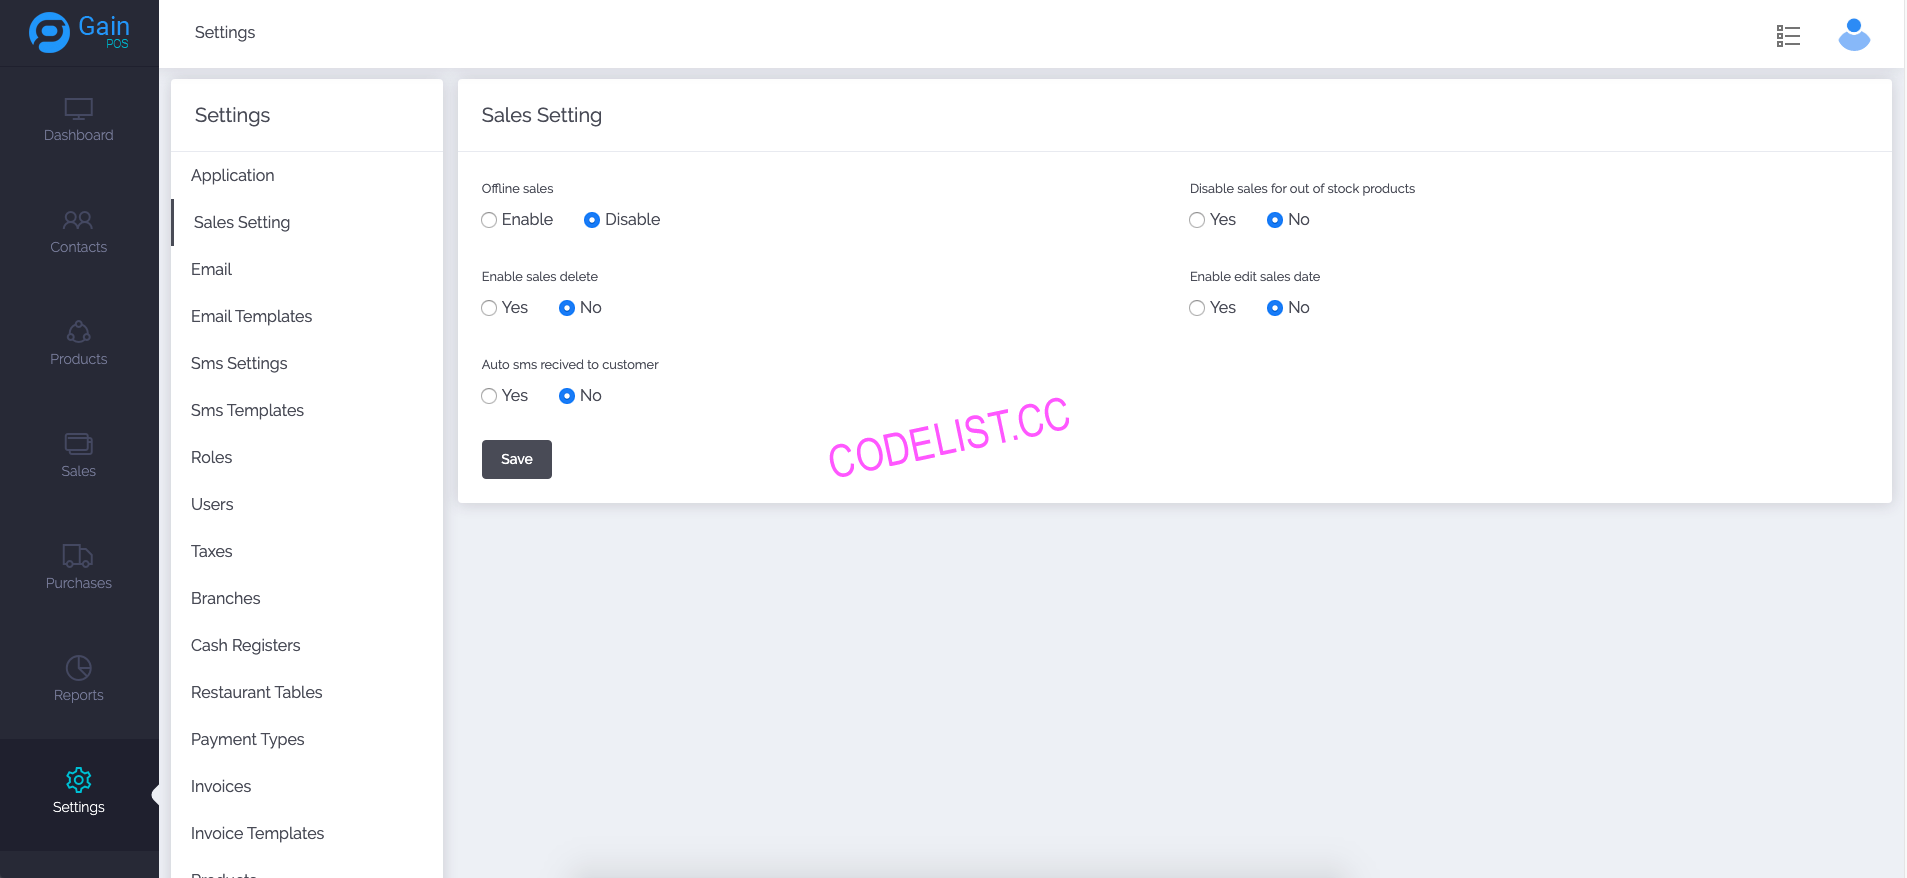 Gain
POS
Settings
Dashboard
Contacts
Products
Sales
Purchases
Reports
Settings
Settings
Application
Sales Setting
Email
Email Templates
Sms Settings
Sms Templates
Roles
Users
Taxes
Branches
Cash Registers
Restaurant Tables
Payment Types
Invoices
Invoice Templates
Products
Sales Setting
Offline sales
Enable Disable
Disable sales for out of stock products
Yes No
Enable sales delete
Yes No
Enable edit sales date
Yes No
Auto sms recived to customer
Yes No
Save
CODELIST.CC